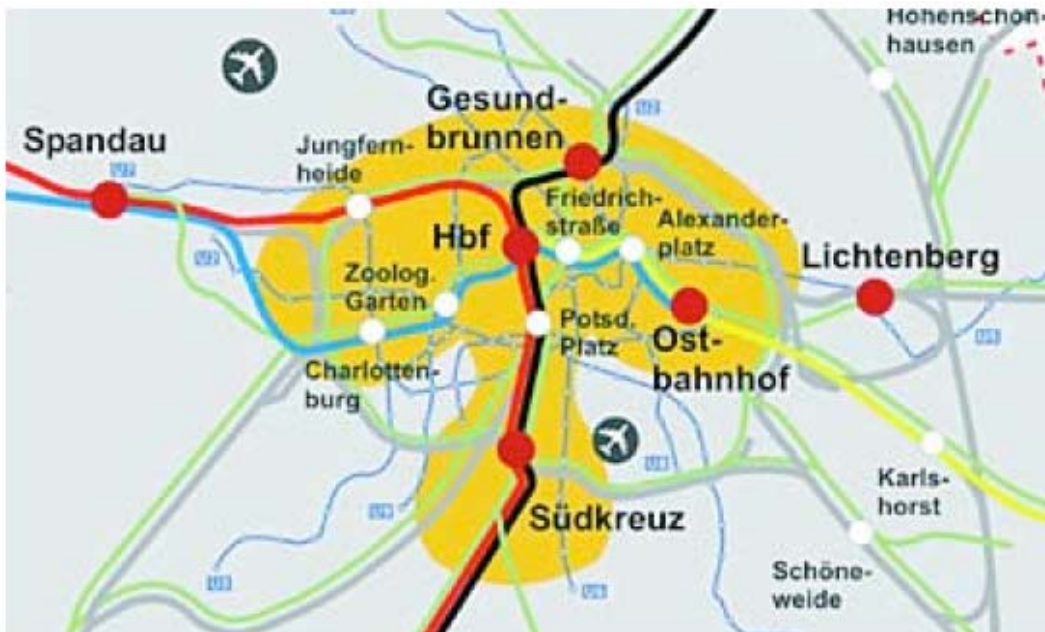 Hohenschön-
hausen
Gesund-
brunnen
Spandau
Jungfern-
heide
Friedrich-
straße
Alexander-
platz
Hbf
Lichtenberg
Zoolog.
Garten
Potsd.
Platz
Ost-
bahnhof
Charlotten-
burg
Karls-
horst
Südkreuz
Schöne-
weide